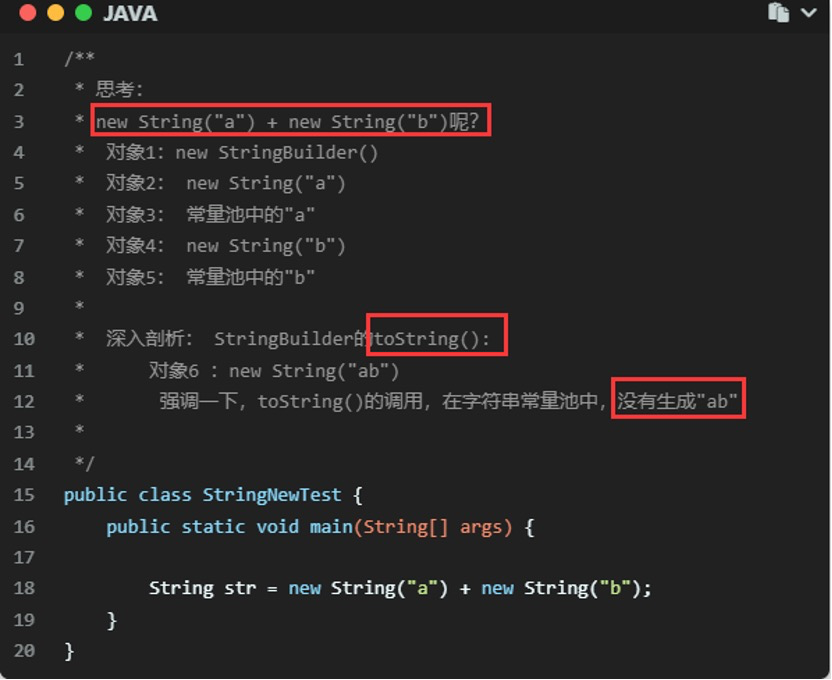 JAVA
1 /**
2  * 思考：
3  * new String("a") + new String("b")呢？
4  *  对象1：new StringBuilder()
5  *  对象2： new String("a")
6  *  对象3： 常量池中的"a"
7  *  对象4： new String("b")
8  *  对象5： 常量池中的"b"
9  *
10  *  深入剖析： StringBuilder的toString():
11  *      对象6 ：new String("ab")
12  *       强调一下，toString()的调用，在字符串常量池中，没有生成"ab"
13  *
14  */
15 public class StringNewTest {
16     public static void main(String[] args) {
17
18         String str = new String("a") + new String("b");
19     }
20 }